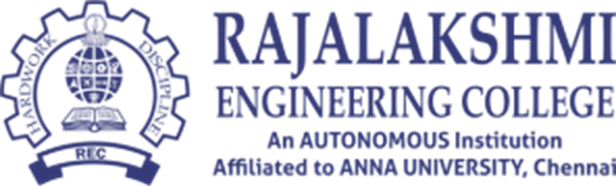 HARDWORK
DISCIPLINE
REC
RAJALAKSHMI
ENGINEERING COLLEGE
An AUTONOMOUS Institution
Affiliated to ANNA UNIVERSITY, Chennai